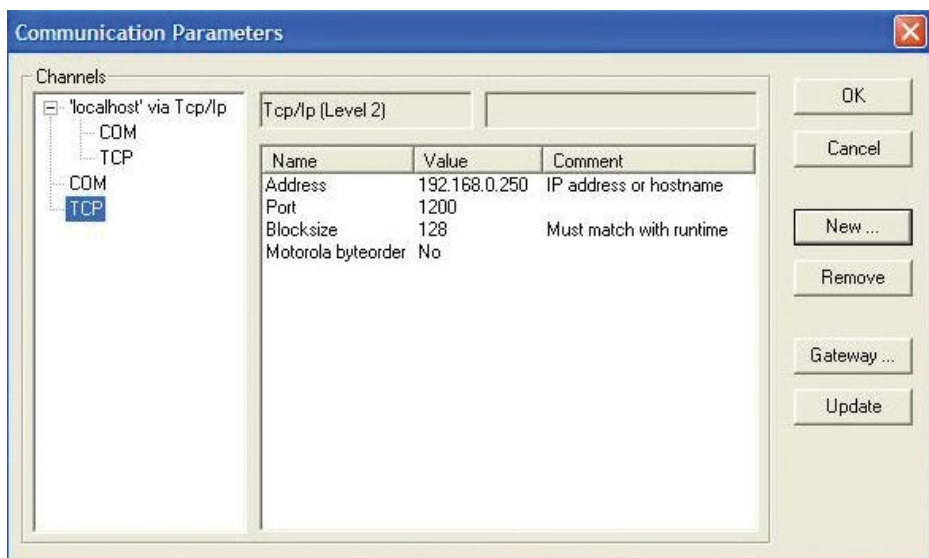 Communication Parameters
Channels
'localhost' via Tcp/Ip
COM
TCP
COM
TCP
Tcp/Ip (Level 2)
Name Value Comment
Address 192.168.0.250 IP address or hostname
Port 1200
Blocksize 128 Must match with runtime
Motorola byteorder No
OK
Cancel
New ...
Remove
Gateway ...
Update